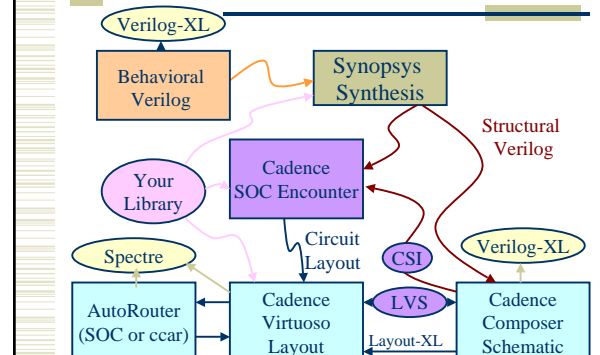 Verilog-XL
Behavioral
Verilog
Synopsys
Synthesis
Structural
Verilog
Your
Library
Cadence
SOC Encounter
Circuit
Layout
CSI
Verilog-XL
Spectre
AutoRouter
(SOC or ccar)
Cadence
Virtuoso
Layout
LVS
Layout-XL
Cadence
Composer
Schematic